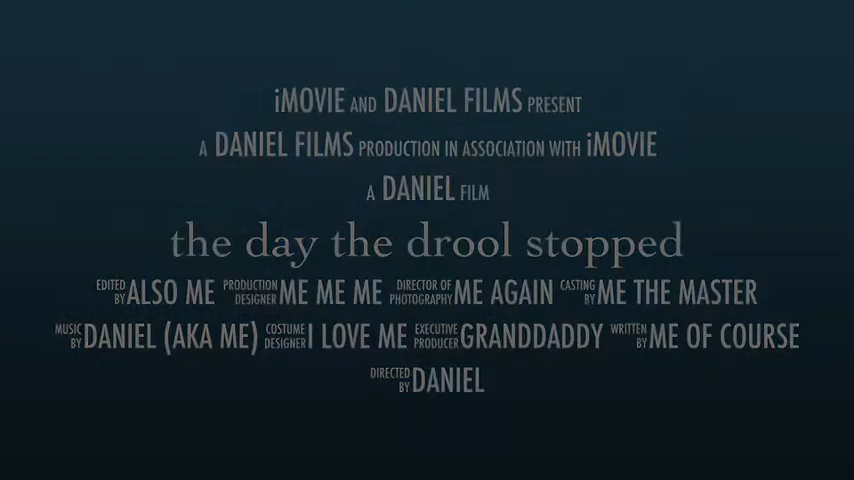 iMOVIE AND DANIEL FILMS PRESENT
A DANIEL FILMS PRODUCTION IN ASSOCIATION WITH iMOVIE
A DANIEL FILM
the day the drool stopped
EDITED BY ALSO ME PRODUCTION DESIGNER ME ME ME DIRECTOR OF PHOTOGRAPHY ME AGAIN CASTING BY ME THE MASTER
MUSIC BY DANIEL (AKA ME) COSTUME DESIGNER I LOVE ME EXECUTIVE PRODUCER GRANDDADDY WRITTEN BY ME OF COURSE
DIRECTED BY DANIEL